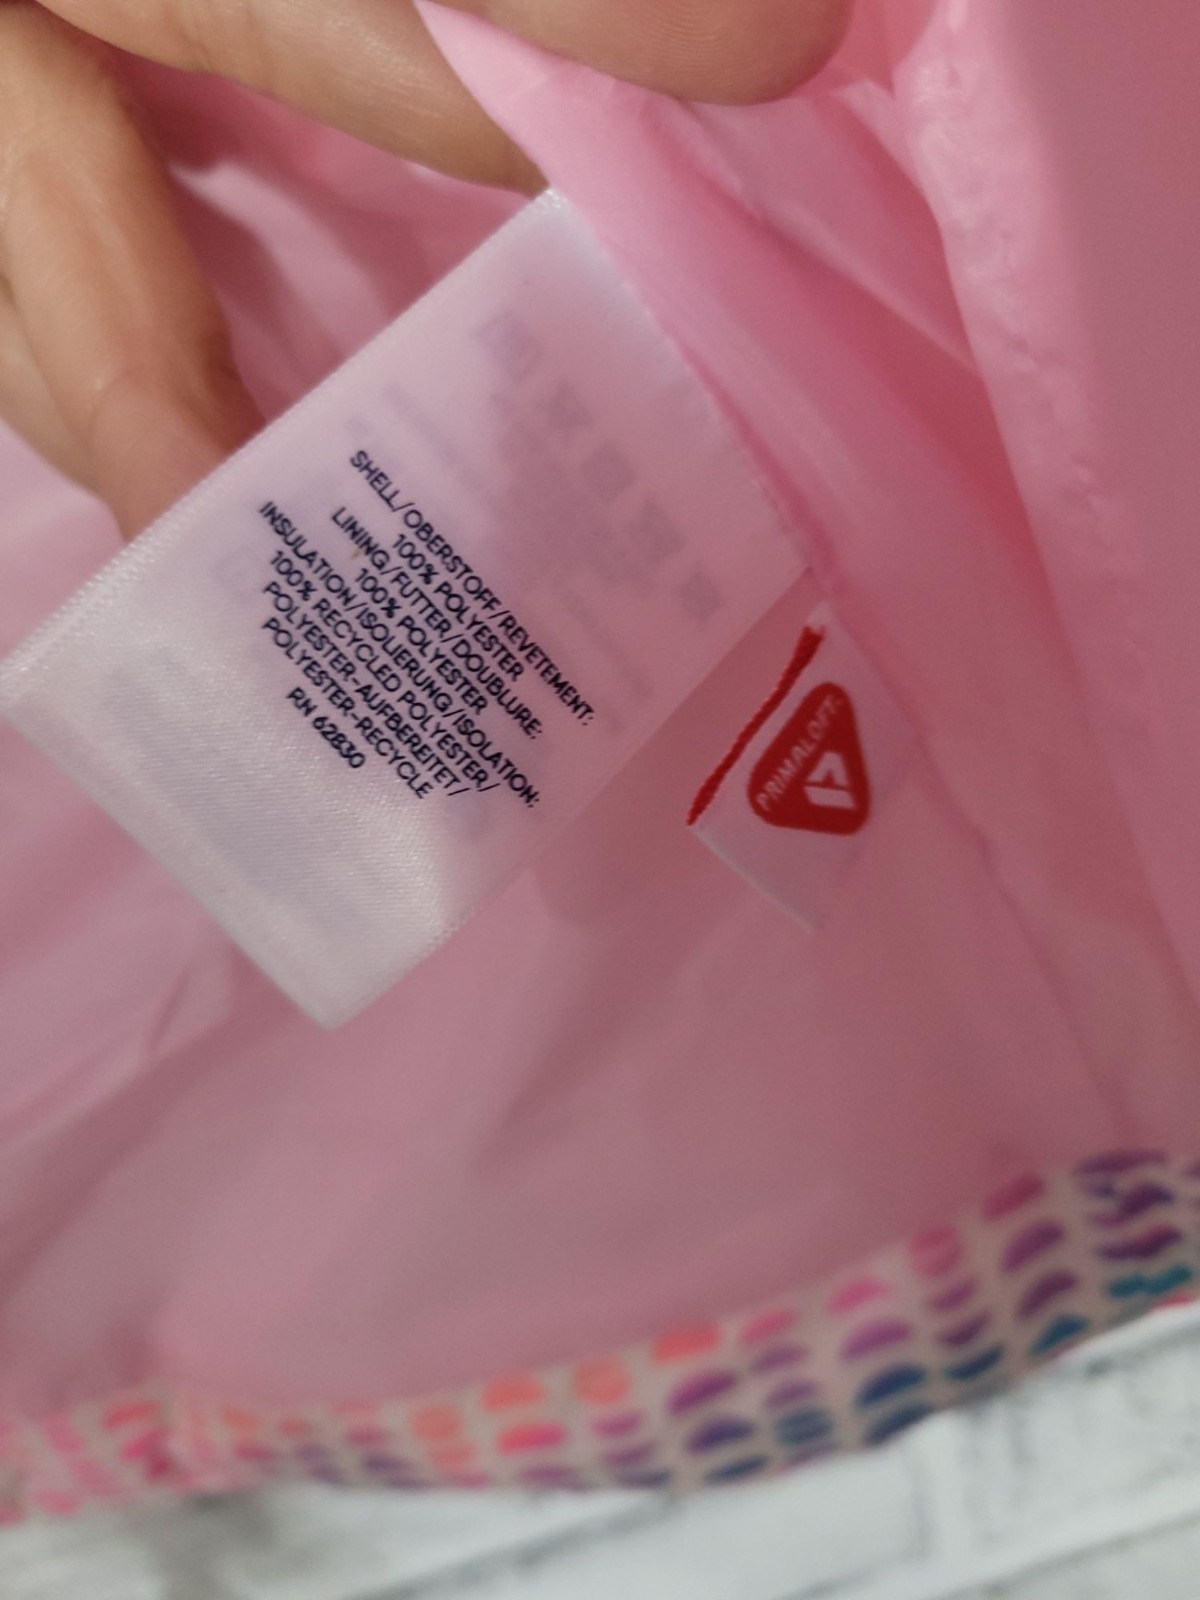 SHELL/OBERSTOFF/REVETEMENT:
100% POLYESTER
LINING/FUTTER/DOUBLURE:
100% POLYESTER
INSULATION/ISOLIERUNG/ISOLATION:
100% RECYCLED POLYESTER/
POLYESTER-AUFBEREITET/
POLYESTER-RECYCLE
RN 62830
PRIMALOFT